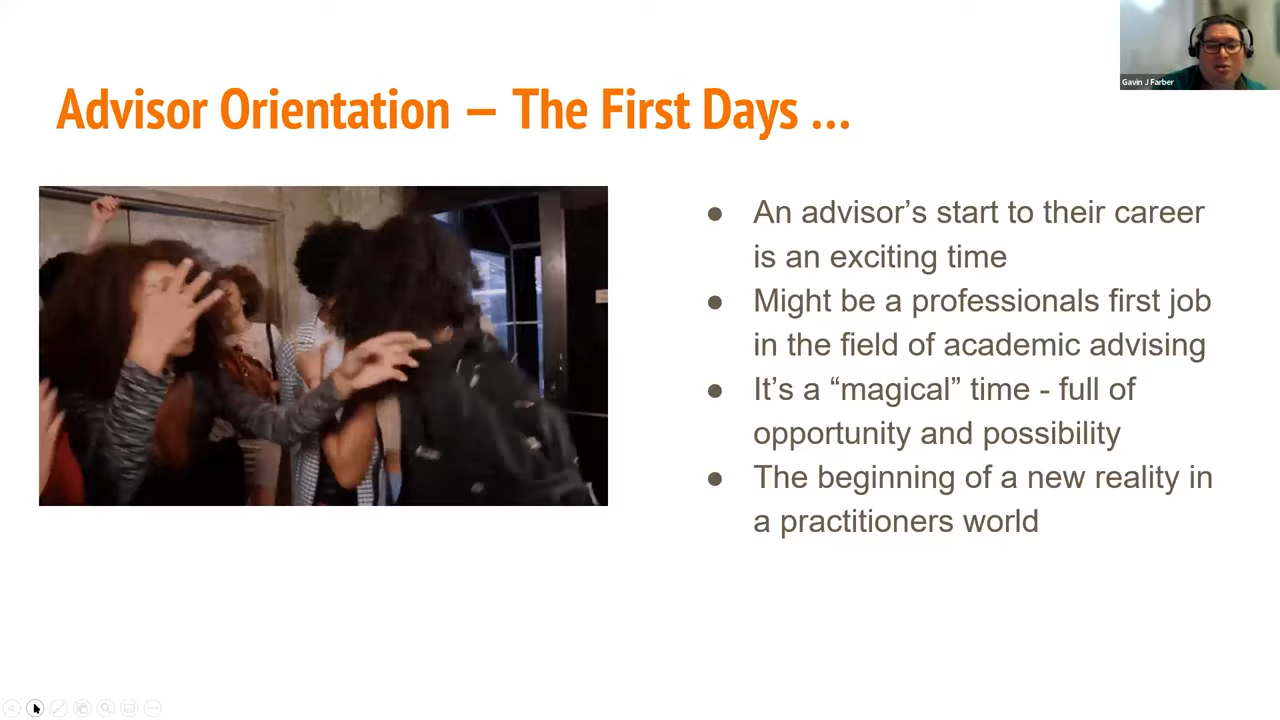 Gavin J Farber
Advisor Orientation – The First Days ...
● An advisor’s start to their career
is an exciting time
● Might be a professionals first job
in the field of academic advising
● It’s a “magical” time - full of
opportunity and possibility
● The beginning of a new reality in
a practitioners world